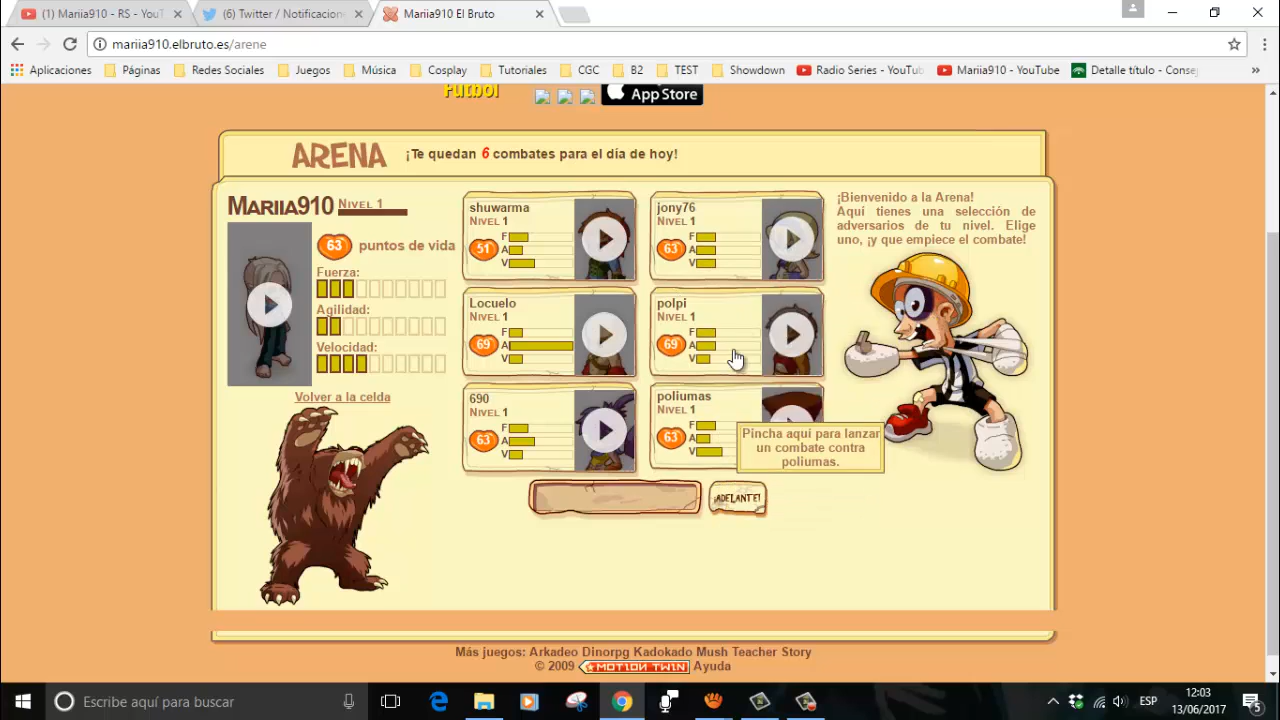 (1) Mariia910 - RS - YouT
(6) Twitter / Notificacion
Mariia910 El Bruto
mariia910.elbruto.es/arene
Aplicaciones
Páginas
Redes Sociales
Juegos
Música
Cosplay
Tutoriales
CGC
B2
TEST
Showdown
Radio Series - YouTub
Mariia910 - YouTube
Detalle título - Conse
»
Futbol
App Store
ARENA
¡Te quedan 6 combates para el día de hoy!
MARIIA910 NIVEL 1
63 puntos de vida
Fuerza:
Agilidad:
Velocidad:
Volver a la celda
shuwarma
NIVEL 1
51
F
A
V
jony76
NIVEL 1
63
F
A
V
Locuelo
NIVEL 1
69
F
A
V
polpi
NIVEL 1
69
F
A
V
690
NIVEL 1
63
F
A
V
poliumas
NIVEL 1
63
F
A
V
Pincha aquí para lanzar
un combate contra
poliumas.
¡ADELANTE!
¡Bienvenido a la Arena!
Aquí tienes una selección
de adversarios de tu nivel. Elige
uno, ¡y que empiece el combate!
Más juegos: Arkadeo Dinorpg Kadokado Mush Teacher Story
© 2009 MOTION TWIN Ayuda
Escribe aquí para buscar
ESP
12:03
13/06/2017
5